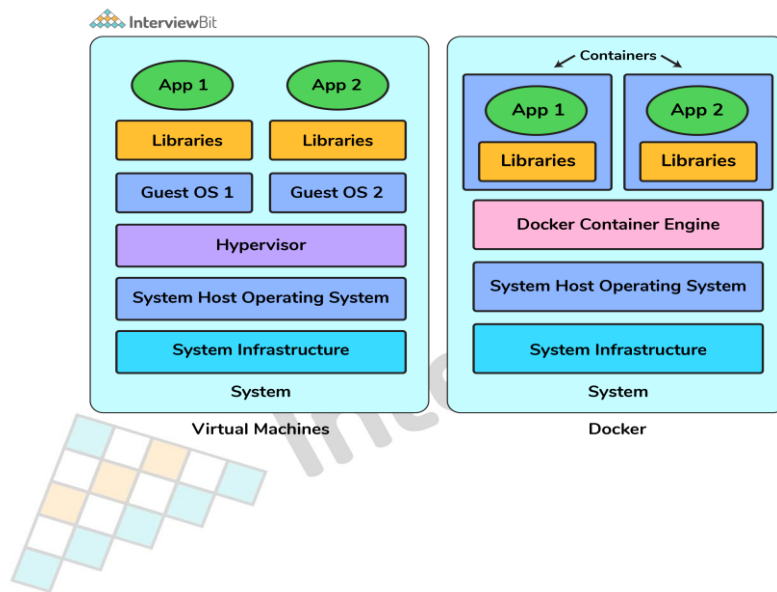 InterviewBit
App 1
App 2
Libraries
Libraries
Guest OS 1
Guest OS 2
Hypervisor
System Host Operating System
System Infrastructure
System
Virtual Machines
Containers
App 1
App 2
Libraries
Libraries
Docker Container Engine
System Host Operating System
System Infrastructure
System
Docker
Inte